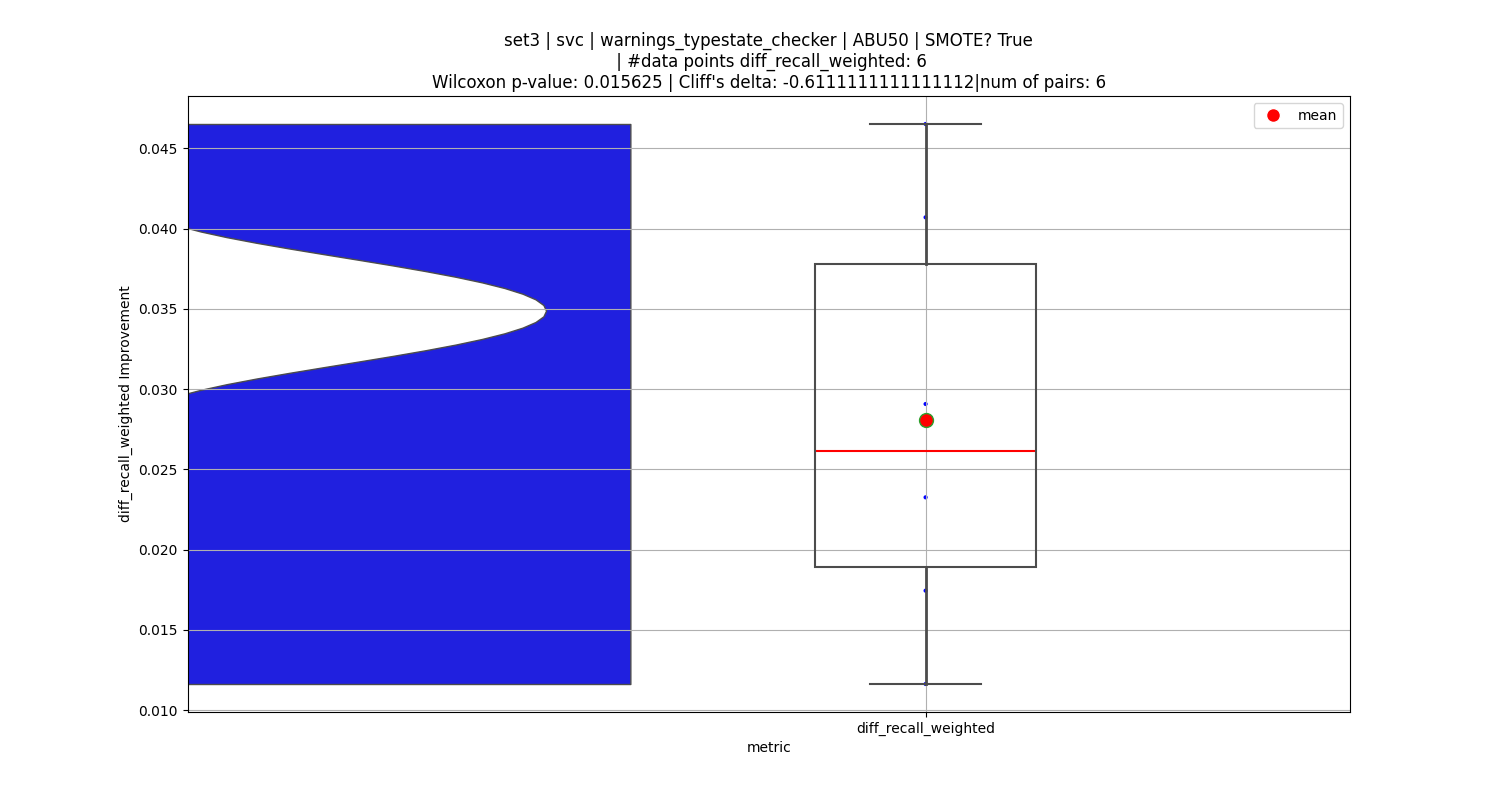 set3 | svc | warnings_typestate_checker | ABU50 | SMOTE? True
| #data points diff_recall_weighted: 6
Wilcoxon p-value: 0.015625 | Cliff's delta: -0.6111111111111112|num of pairs: 6
mean
0.045
0.040
0.035
0.030
0.025
0.020
0.015
0.010
diff_recall_weighted Improvement
diff_recall_weighted
metric